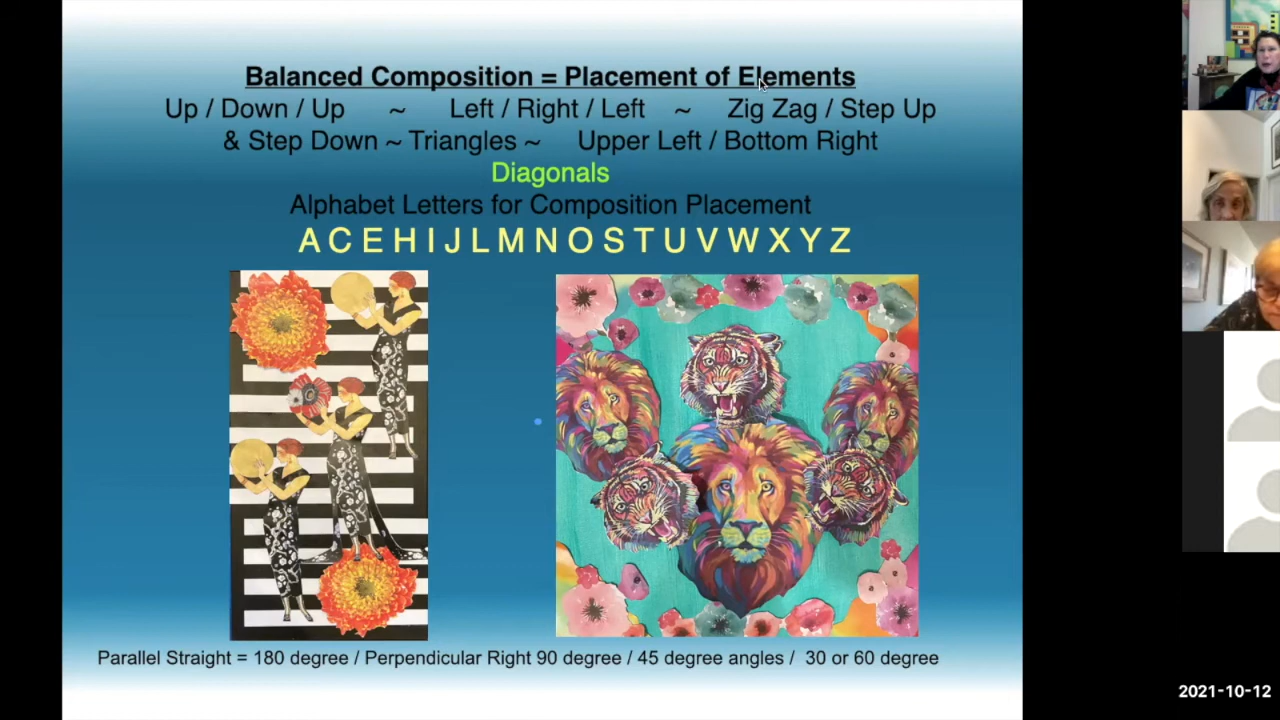 Balanced Composition = Placement of Elements
Up / Down / Up ~ Left / Right / Left ~ Zig Zag / Step Up
& Step Down ~ Triangles ~ Upper Left / Bottom Right
Diagonals
Alphabet Letters for Composition Placement
A C E H I J L M N O S T U V W X Y Z
Parallel Straight = 180 degree / Perpendicular Right 90 degree / 45 degree angles / 30 or 60 degree
2021-10-12